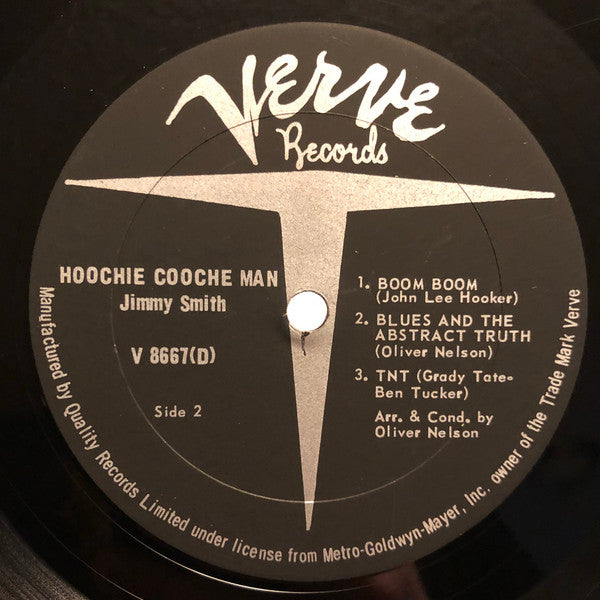 Verve
Records
HOOCHIE COOCHE MAN
Jimmy Smith
V 8667(D)
Side 2
1. BOOM BOOM
(John Lee Hooker)
2. BLUES AND THE
ABSTRACT TRUTH
(Oliver Nelson)
3. TNT (Grady Tate-
Ben Tucker)
Arr. & Cond. by
Oliver Nelson
Manufactured by Quality Records Limited under license from Metro-Goldwyn-Mayer, Inc. owner of the Trade Mark Verve